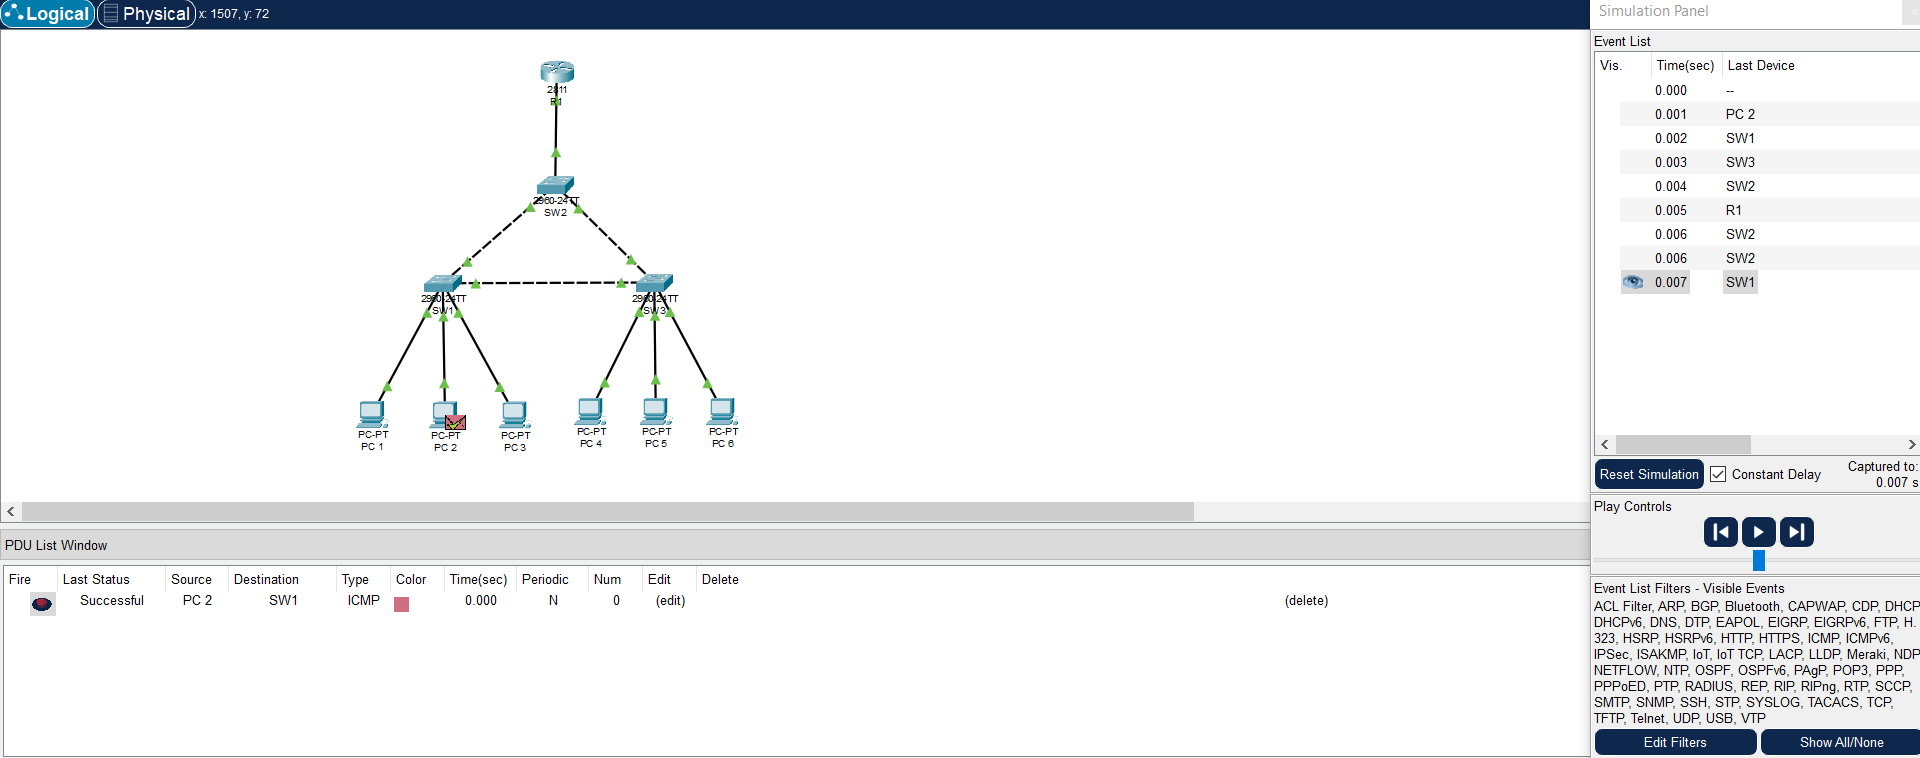 Logical Physical x: 1507, y: 72
2811
R1
2960-24TT
SW2
2960-24TT
SW1
2960-24TT
SW3
PC-PT
PC 1
PC-PT
PC 2
PC-PT
PC 3
PC-PT
PC 4
PC-PT
PC 5
PC-PT
PC 6
PDU List Window
Fire Last Status Source Destination Type Color Time(sec) Periodic Num Edit Delete
Successful PC 2 SW1 ICMP 0.000 N 0 (edit) (delete)
Simulation Panel
Event List
Vis. Time(sec) Last Device
0.000 --
0.001 PC 2
0.002 SW1
0.003 SW3
0.004 SW2
0.005 R1
0.006 SW2
0.006 SW2
0.007 SW1
Reset Simulation Constant Delay Captured to:
0.007 s
Play Controls
Event List Filters - Visible Events
ACL Filter, ARP, BGP, Bluetooth, CAPWAP, CDP, DHCP
DHCPv6, DNS, DTP, EAPOL, EIGRP, EIGRPv6, FTP, H.
323, HSRP, HSRPv6, HTTP, HTTPS, ICMP, ICMPv6,
IPSec, ISAKMP, IoT, IoT TCP, LACP, LLDP, Meraki, NDP
NETFLOW, NTP, OSPF, OSPFv6, PAgP, POP3, PPP,
PPPoED, PTP, RADIUS, REP, RIP, RIPng, RTP, SCCP,
SMTP, SNMP, SSH, STP, SYSLOG, TACACS, TCP,
TFTP, Telnet, UDP, USB, VTP
Edit Filters Show All/None